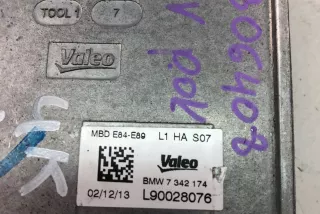 TOOL 1 7
Valeo
MBD E84-E89 L1 HA S07
Valeo
BMW 7 342 174
02/12/13 L90028076